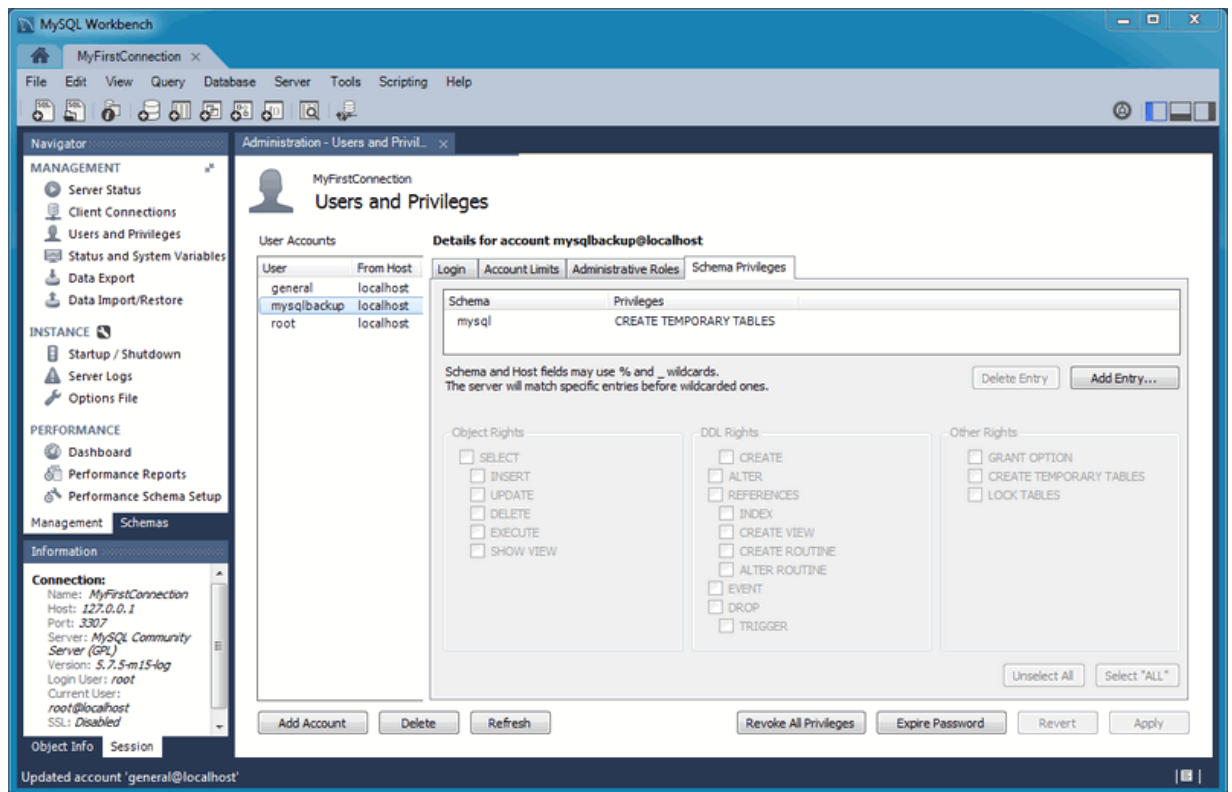 MySQL Workbench
MyFirstConnection
File Edit View Query Database Server Tools Scripting Help
Navigator
MANAGEMENT
Server Status
Client Connections
Users and Privileges
Status and System Variables
Data Export
Data Import/Restore
INSTANCE
Startup / Shutdown
Server Logs
Options File
PERFORMANCE
Dashboard
Performance Reports
Performance Schema Setup
Management Schemas
Information
Connection:
Name: MyFirstConnection
Host: 127.0.0.1
Port: 3307
Server: MySQL Community
Server (GPL)
Version: 5.7.5-m15-log
Login User: root
Current User:
root@localhost
SSL: Disabled
Object Info Session
Administration - Users and Privil...
MyFirstConnection
Users and Privileges
User Accounts
User From Host
general localhost
mysqlbackup localhost
root localhost
Details for account mysqlbackup@localhost
Login Account Limits Administrative Roles Schema Privileges
Schema Privileges
mysql CREATE TEMPORARY TABLES
Schema and Host fields may use % and _ wildcards.
The server will match specific entries before wildcarded ones.
Delete Entry Add Entry...
Object Rights
SELECT
INSERT
UPDATE
DELETE
EXECUTE
SHOW VIEW
DDL Rights
CREATE
ALTER
REFERENCES
INDEX
CREATE VIEW
CREATE ROUTINE
ALTER ROUTINE
EVENT
DROP
TRIGGER
Other Rights
GRANT OPTION
CREATE TEMPORARY TABLES
LOCK TABLES
Unselect All Select "ALL"
Add Account Delete Refresh Revoke All Privileges Expire Password Revert Apply
Updated account 'general@localhost'